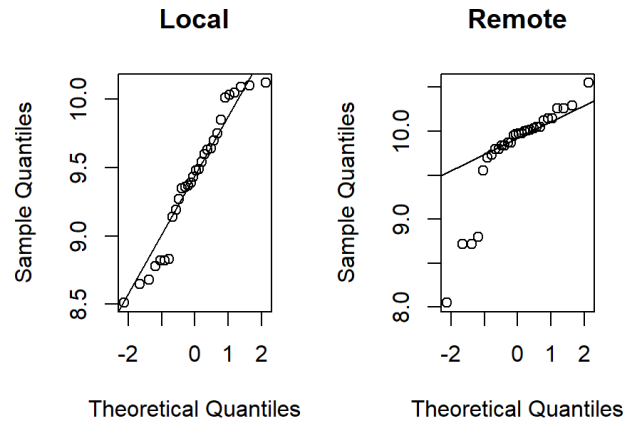 Local
Sample Quantiles
8.5 9.0 9.5 10.0
-2 0 1 2
Theoretical Quantiles
Remote
Sample Quantiles
8.0 9.0 10.0
-2 0 1 2
Theoretical Quantiles